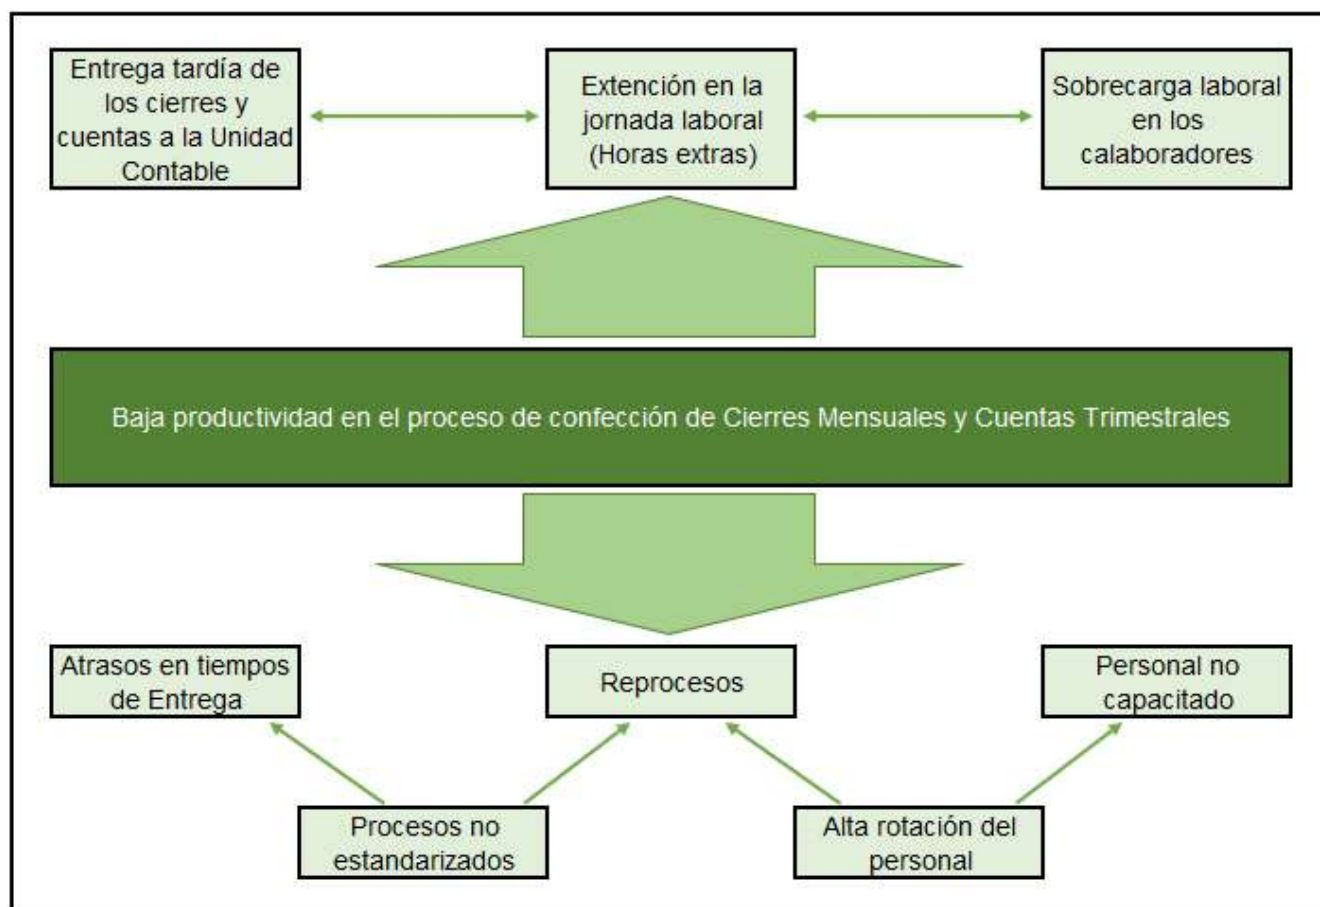 Entrega tardía de
los cierres y
cuentas a la Unidad
Contable
Extención en la
jornada laboral
(Horas extras)
Sobrecarga laboral
en los
calaboradores
Baja productividad en el proceso de confección de Cierres Mensuales y Cuentas Trimestrales
Atrasos en tiempos
de Entrega
Reprocesos
Personal no
capacitado
Procesos no
estandarizados
Alta rotación del
personal